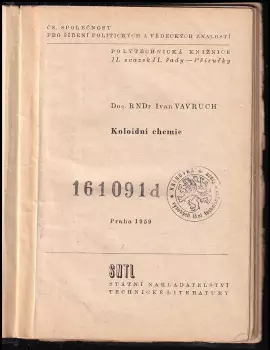 ČS. SPOLEČNOST
PRO ŠÍŘENÍ POLITICKÝCH A VĚDECKÝCH ZNALOSTÍ
POLYTECHNICKÁ KNIŽNICE
II. svazek II. řady — Příručky
Doc. RNDr Ivan VAVRUCH
Koloidní chemie
161091d
Praha 1959
SNTL
STÁTNÍ NAKLADATELSTVÍ
TECHNICKÉ LITERATURY